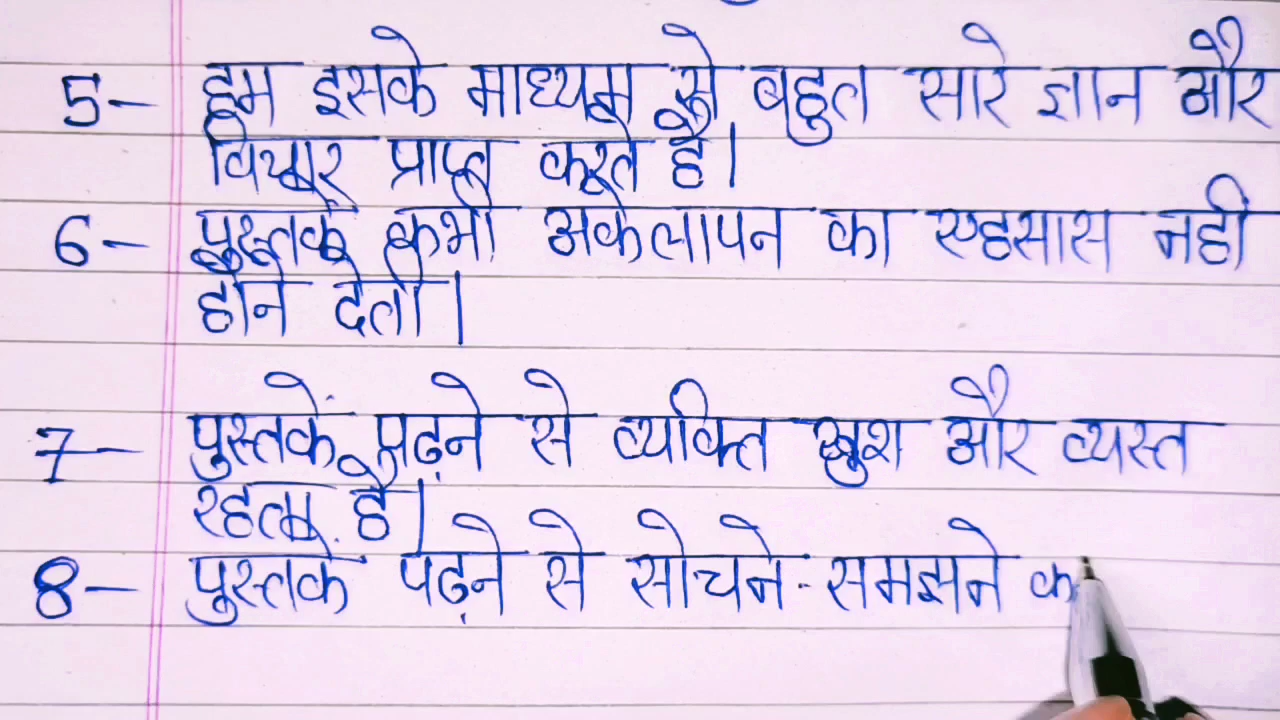 5- हम इसके माध्यम से बहुत सारे ज्ञान और
विचार प्राप्त करते है।
6- पुस्तके कभी अकेलापन का एहसास नही
होने देती।
7- पुस्तकें पढ़ने से व्यक्ति खुश और व्यस्त
रहता है।
8- पुस्तके पढ़ने से सोचने-समझने क